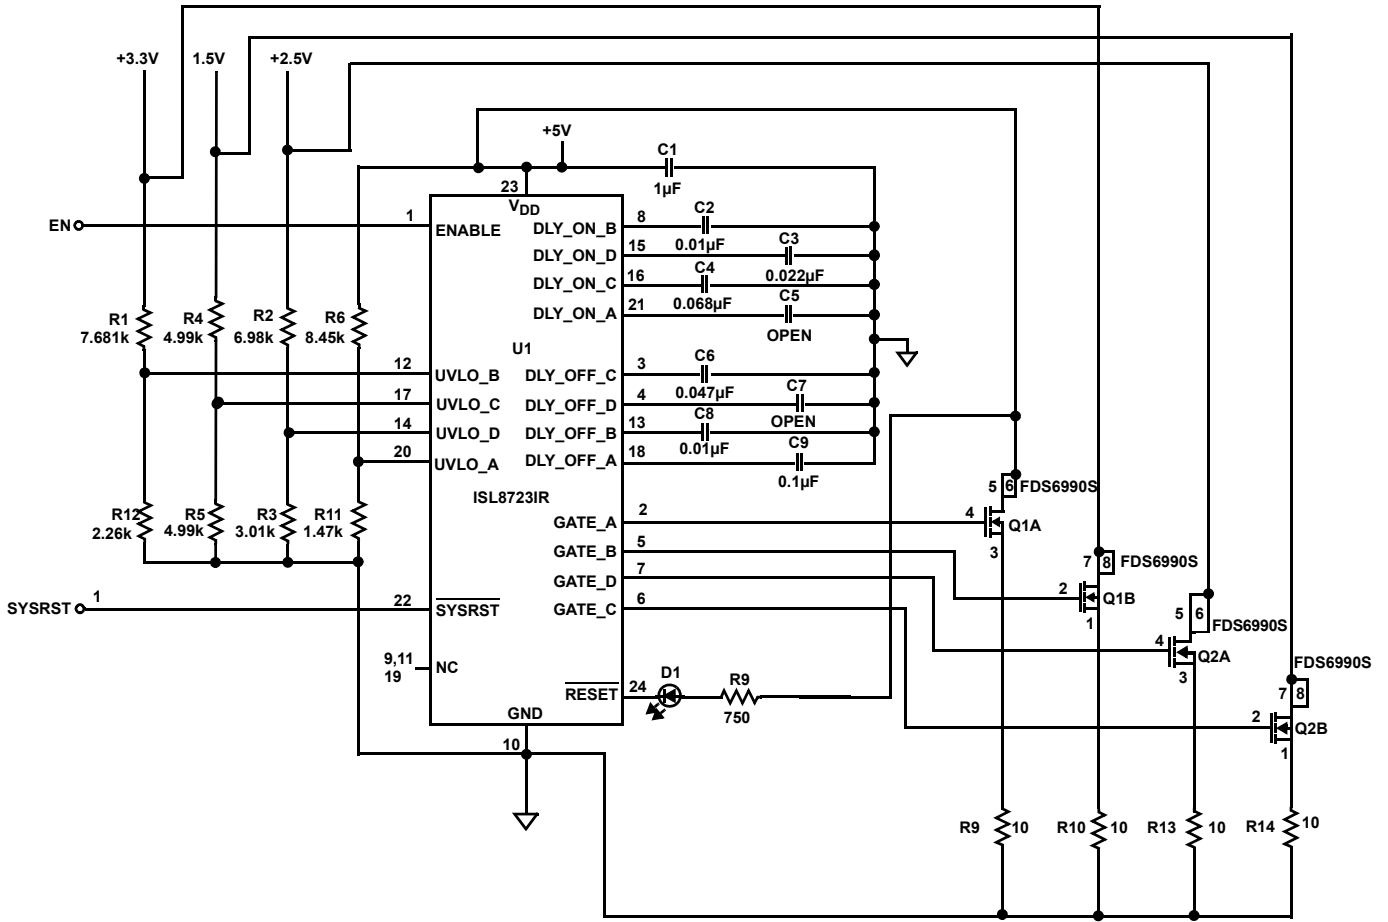 +3.3V 1.5V +2.5V
+5V
C1
1µF
23
VDD
EN
1
ENABLE
DLY_ON_B
8
C2
0.01µF
DLY_ON_D
15
C3
0.022µF
DLY_ON_C
16
C4
0.068µF
DLY_ON_A
21
C5
OPEN
R1
7.681k
R4
4.99k
R2
6.98k
R6
8.45k
U1
12
UVLO_B
17
UVLO_C
14
UVLO_D
20
UVLO_A
DLY_OFF_C
3
C6
0.047µF
DLY_OFF_D
4
C7
OPEN
DLY_OFF_B
13
C8
0.01µF
DLY_OFF_A
18
C9
0.1µF
ISL8723IR
R12
2.26k
R5
4.99k
R3
3.01k
R11
1.47k
GATE_A
2
GATE_B
5
GATE_D
7
GATE_C
6
5 6 FDS6990S
4
Q1A
3
7 8 FDS6990S
2
Q1B
1
5 6 FDS6990S
4
Q2A
3
FDS6990S
7 8
2
Q2B
1
SYSRST
1
22
SYSRST
9,11
19
NC
RESET
24
D1
R9
750
GND
10
R9 10
R10 10
R13 10
R14 10